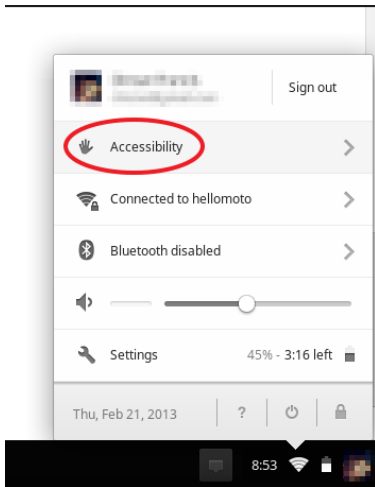 Sign out
Accessibility
Connected to hellomoto
Bluetooth disabled
Settings 45% - 3:16 left
Thu, Feb 21, 2013 ?
8:53